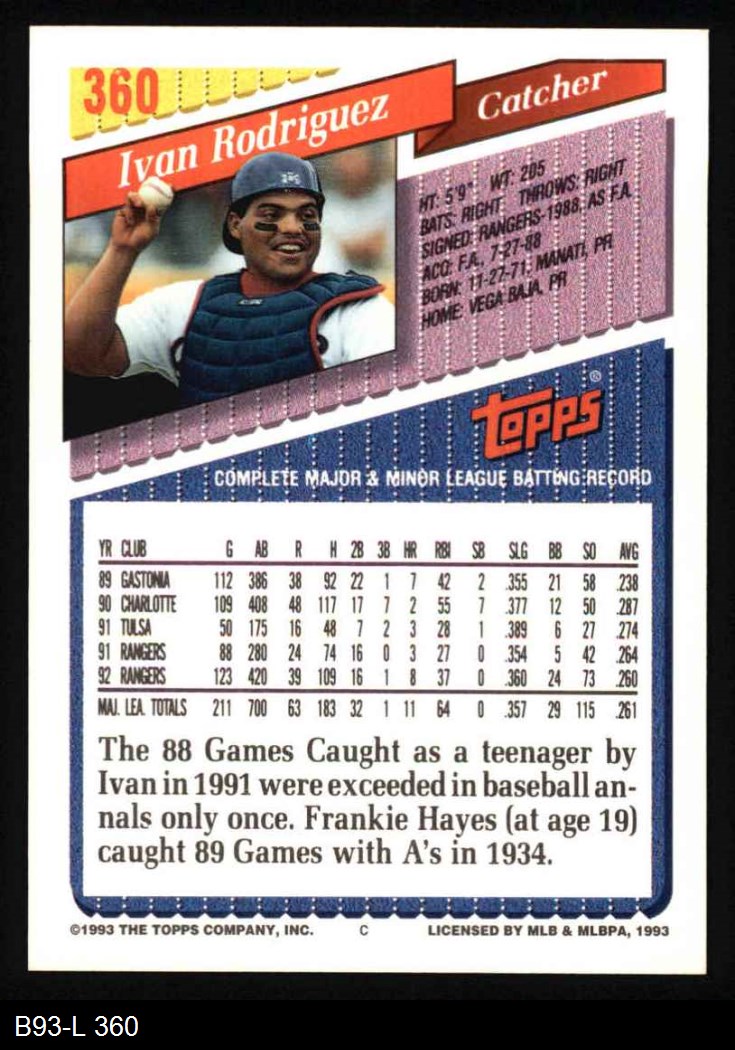 360
Ivan Rodriguez
Catcher
HT: 5'9" WT: 205
BATS: RIGHT THROWS: RIGHT
SIGNED: RANGERS-1988, AS F.A.
ACQ: F.A., 7-27-88
BORN: 11-27-71, MANATI, PR
HOME: VEGA BAJA, PR
TOPPS®
COMPLETE MAJOR & MINOR LEAGUE BATTING RECORD
YR CLUB G AB R H 2B 3B HR RBI SB SLG BB SO AVG
89 GASTONIA 112 386 38 92 22 1 7 42 2 .355 21 58 .238
90 CHARLOTTE 109 408 48 117 17 7 2 55 7 .377 12 50 .287
91 TULSA 50 175 16 48 7 2 3 28 1 .389 6 27 .274
91 RANGERS 88 280 24 74 16 0 3 27 0 .354 5 42 .264
92 RANGERS 123 420 39 109 16 1 8 37 0 .360 24 73 .260
MAJ. LEA. TOTALS 211 700 63 183 32 1 11 64 0 .357 29 115 .261
The 88 Games Caught as a teenager by
Ivan in 1991 were exceeded in baseball an-
nals only once. Frankie Hayes (at age 19)
caught 89 Games with A's in 1934.
©1993 THE TOPPS COMPANY, INC. C LICENSED BY MLB & MLBPA, 1993
B93-L 360